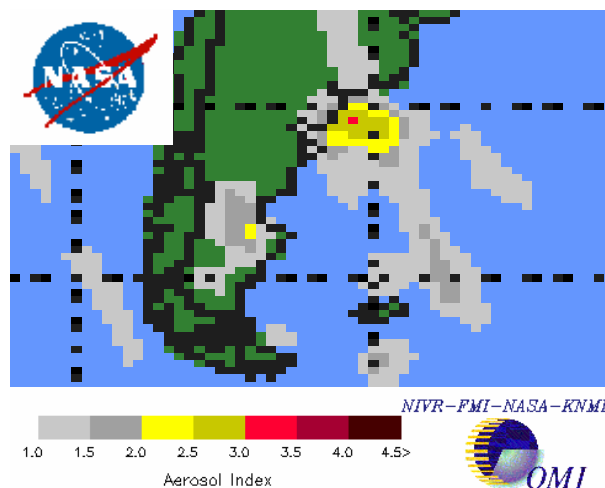 NASA
NIVR-FMI-NASA-KNMI
1.0 1.5 2.0 2.5 3.0 3.5 4.0 4.5>
Aerosol Index
OMI